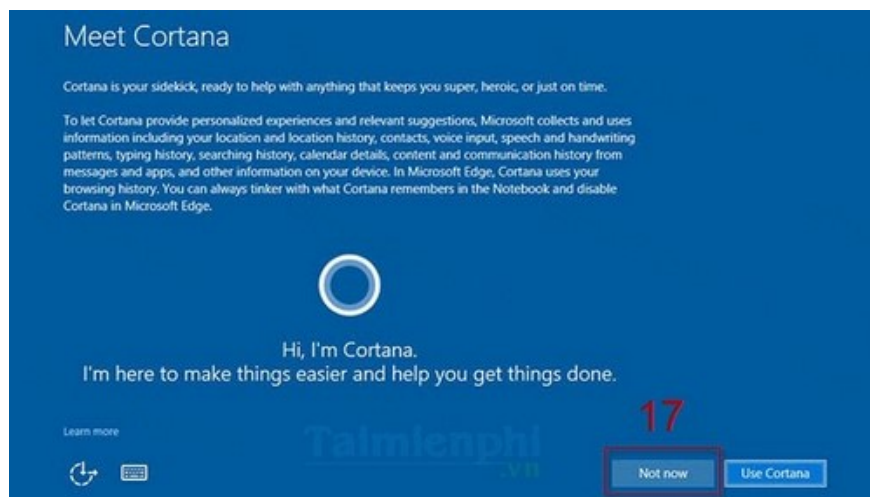 Meet Cortana
Cortana is your sidekick, ready to help with anything that keeps you super, heroic, or just on time.
To let Cortana provide personalized experiences and relevant suggestions, Microsoft collects and uses
information including your location and location history, contacts, voice input, speech and handwriting
patterns, typing history, searching history, calendar details, content and communication history from
messages and apps, and other information on your device. In Microsoft Edge, Cortana uses your
browsing history. You can always tinker with what Cortana remembers in the Notebook and disable
Cortana in Microsoft Edge.
Hi, I'm Cortana.
I'm here to make things easier and help you get things done.
17
Learn more
Taimienphi
.vn
Not now
Use Cortana